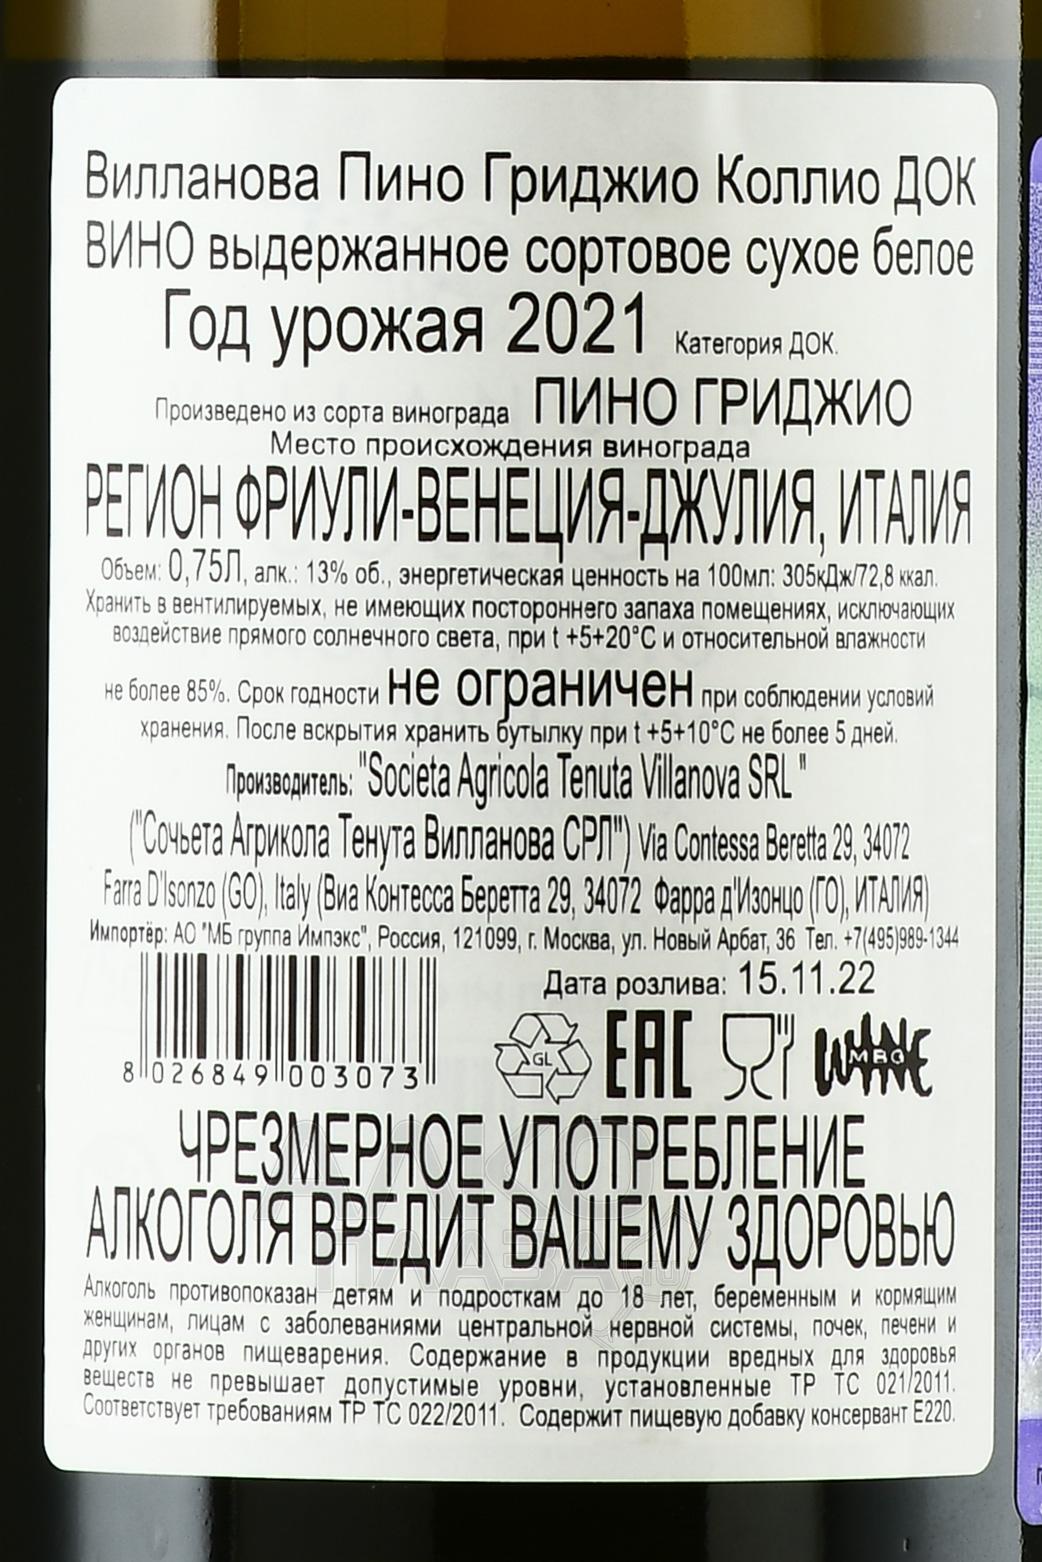 Вилланова Пино Гриджио Коллио ДОК
ВИНО выдержанное сортовое сухое белое
Год урожая 2021 Категория ДОК.
Произведено из сорта винограда ПИНО ГРИДЖИО
Место происхождения винограда
РЕГИОН ФРИУЛИ-ВЕНЕЦИЯ-ДЖУЛИЯ, ИТАЛИЯ
Объем: 0,75Л, алк.: 13% об., энергетическая ценность на 100мл: 305кДж/72,8 ккал.
Хранить в вентилируемых, не имеющих постороннего запаха помещениях, исключающих
воздействие прямого солнечного света, при t +5+20°C и относительной влажности
не более 85%. Срок годности не ограничен при соблюдении условий
хранения. После вскрытия хранить бутылку при t +5+10°C не более 5 дней.
Производитель: "Societa Agricola Tenuta Villanova SRL "
("Сочьета Агрикола Тенута Вилланова СРЛ") Via Contessa Beretta 29, 34072
Farra D'Isonzo (GO), Italy (Виа Контесса Беретта 29, 34072 Фарра д'Изонцо (ГО), ИТАЛИЯ)
Импортёр: АО "МБ группа Импэкс", Россия, 121099, г. Москва, ул. Новый Арбат, 36 Тел. +7(495)989-1344
Дата розлива: 15.11.22
8 026849 003073
GL EAC WINE MBG
ЧРЕЗМЕРНОЕ УПОТРЕБЛЕНИЕ
АЛКОГОЛЯ ВРЕДИТ ВАШЕМУ ЗДОРОВЬЮ
Алкоголь противопоказан детям и подросткам до 18 лет, беременным и кормящим
женщинам, лицам с заболеваниями центральной нервной системы, почек, печени и
других органов пищеварения. Содержание в продукции вредных для здоровья
веществ не превышает допустимые уровни, установленные ТР ТС 021/2011.
Соответствует требованиям ТР ТС 022/2011. Содержит пищевую добавку консервант Е220.